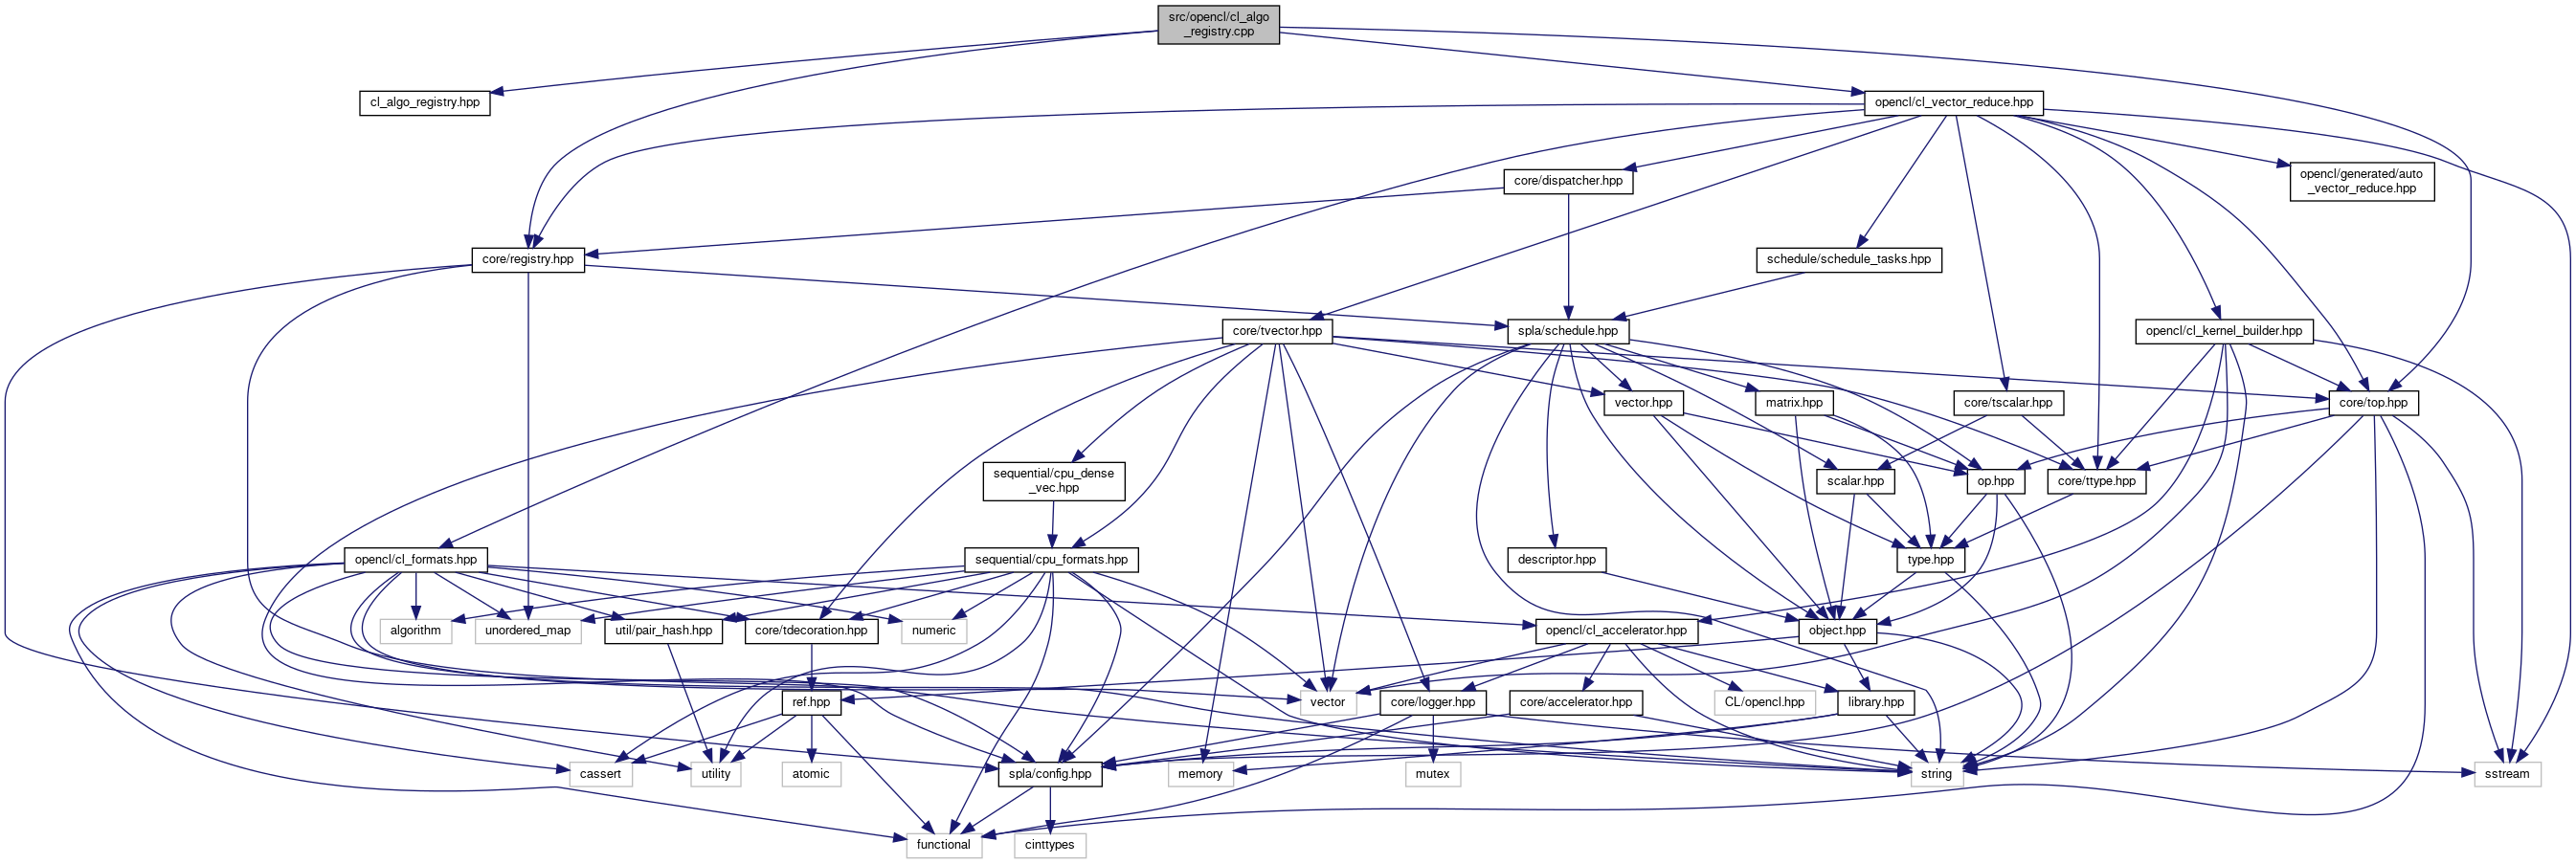 src/opencl/cl_algo
_registry.cpp
cl_algo_registry.hpp
opencl/cl_vector_reduce.hpp
core/dispatcher.hpp
opencl/generated/auto
_vector_reduce.hpp
core/registry.hpp
schedule/schedule_tasks.hpp
core/tvector.hpp
spla/schedule.hpp
opencl/cl_kernel_builder.hpp
vector.hpp
matrix.hpp
core/tscalar.hpp
core/top.hpp
sequential/cpu_dense
_vec.hpp
scalar.hpp
op.hpp
core/ttype.hpp
opencl/cl_formats.hpp
sequential/cpu_formats.hpp
descriptor.hpp
type.hpp
algorithm
unordered_map
util/pair_hash.hpp
core/tdecoration.hpp
numeric
opencl/cl_accelerator.hpp
object.hpp
ref.hpp
vector
core/logger.hpp
core/accelerator.hpp
CL/opencl.hpp
library.hpp
cassert
utility
atomic
spla/config.hpp
memory
mutex
string
sstream
functional
cinttypes